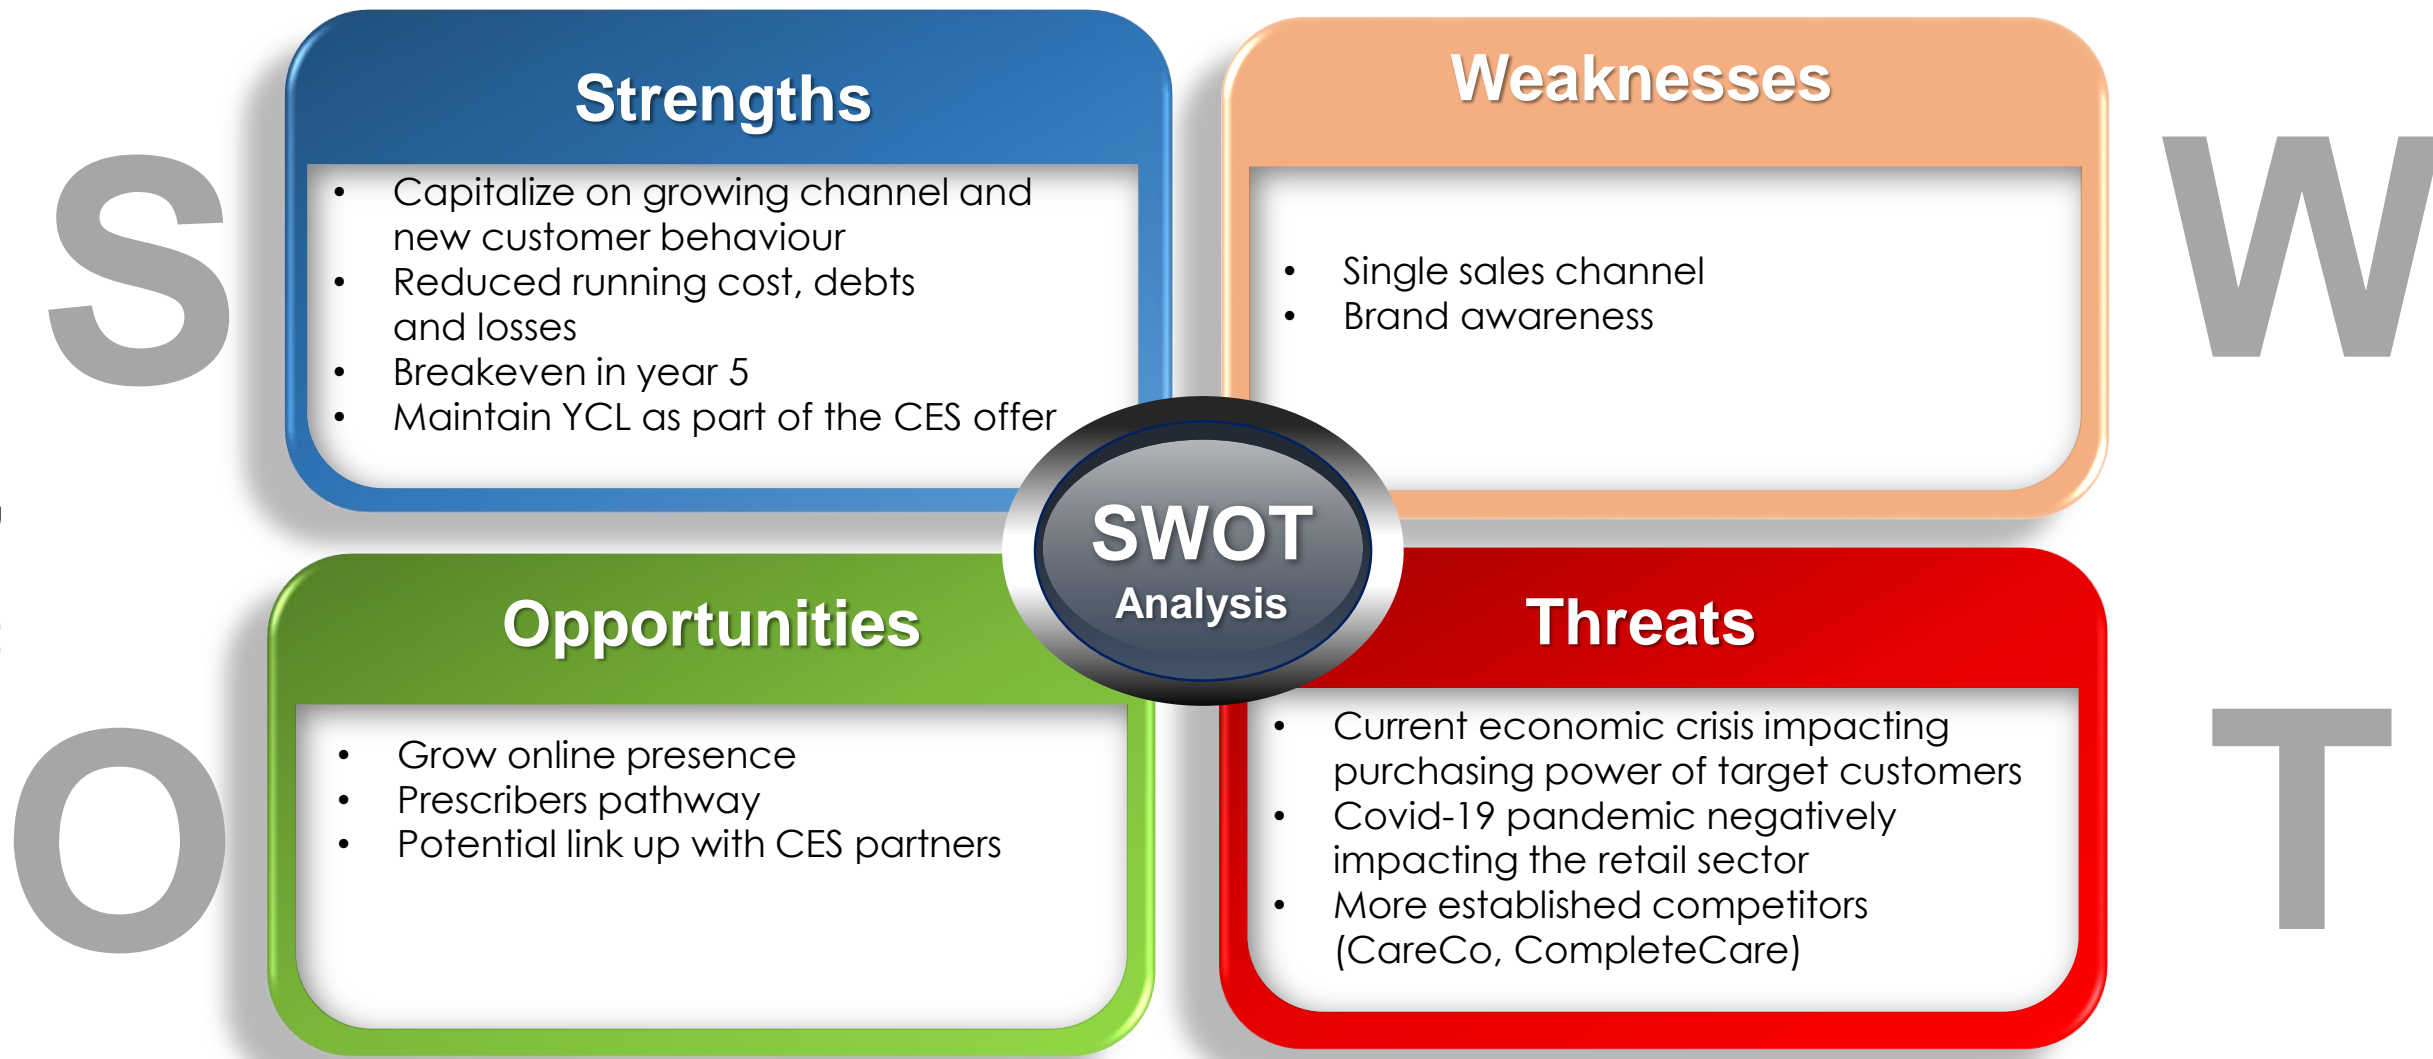 S
Strengths
• Capitalize on growing channel and
new customer behaviour
• Reduced running cost, debts
and losses
• Breakeven in year 5
• Maintain YCL as part of the CES offer
Weaknesses
• Single sales channel
• Brand awareness
W
SWOT
Analysis
O
Opportunities
• Grow online presence
• Prescribers pathway
• Potential link up with CES partners
Threats
• Current economic crisis impacting
purchasing power of target customers
• Covid-19 pandemic negatively
impacting the retail sector
• More established competitors
(CareCo, CompleteCare)
T